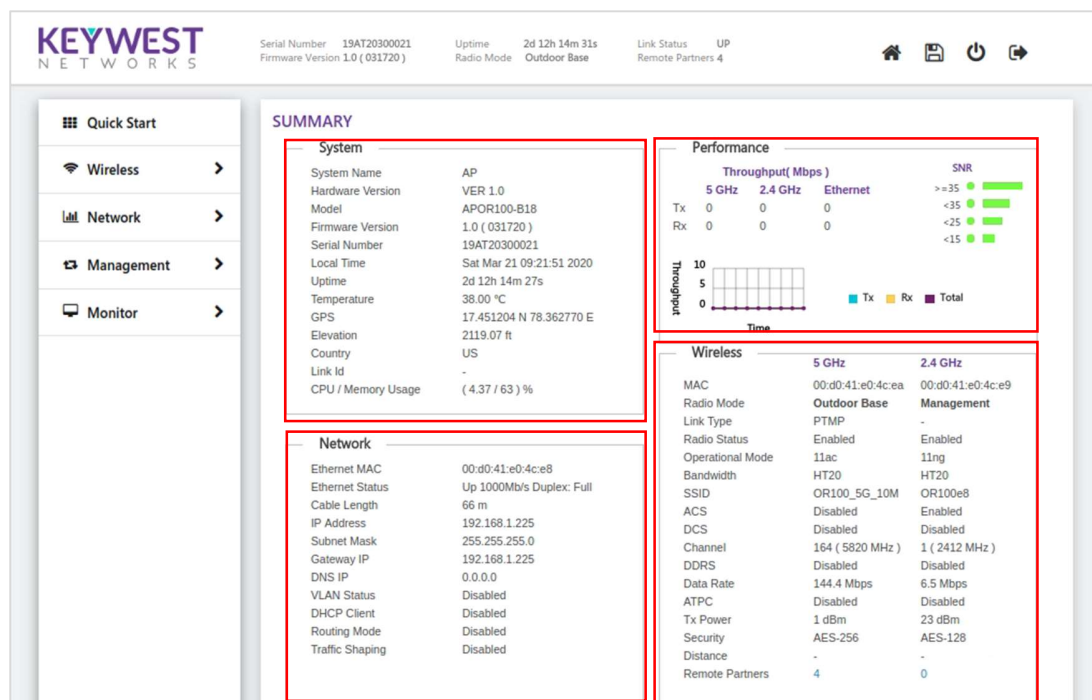 KEYWEST
NETWORKS
Serial Number 19AT20300021
Firmware Version 1.0 ( 031720 )
Uptime 2d 12h 14m 31s
Radio Mode Outdoor Base
Link Status UP
Remote Partners 4
Quick Start
Wireless
Network
Management
Monitor
SUMMARY
System
System Name AP
Hardware Version VER 1.0
Model APOR100-B18
Firmware Version 1.0 ( 031720 )
Serial Number 19AT20300021
Local Time Sat Mar 21 09:21:51 2020
Uptime 2d 12h 14m 27s
Temperature 38.00 °C
GPS 17.451204 N 78.362770 E
Elevation 2119.07 ft
Country US
Link Id -
CPU / Memory Usage ( 4.37 / 63 ) %
Network
Ethernet MAC 00:d0:41:e0:4c:e8
Ethernet Status Up 1000Mb/s Duplex: Full
Cable Length 66 m
IP Address 192.168.1.225
Subnet Mask 255.255.255.0
Gateway IP 192.168.1.225
DNS IP 0.0.0.0
VLAN Status Disabled
DHCP Client Disabled
Routing Mode Disabled
Traffic Shaping Disabled
Performance
Throughput( Mbps )
5 GHz 2.4 GHz Ethernet
Tx 0 0 0
Rx 0 0 0
SNR
>=35
<35
<25
<15
Throughput
10
5
0
Time
Tx Rx Total
Wireless
5 GHz 2.4 GHz
MAC 00:d0:41:e0:4c:ea 00:d0:41:e0:4c:e9
Radio Mode Outdoor Base Management
Link Type PTMP -
Radio Status Enabled Enabled
Operational Mode 11ac 11ng
Bandwidth HT20 HT20
SSID OR100_5G_10M OR100e8
ACS Disabled Enabled
DCS Disabled Disabled
Channel 164 ( 5820 MHz ) 1 ( 2412 MHz )
DDRS Disabled Disabled
Data Rate 144.4 Mbps 6.5 Mbps
ATPC Disabled Disabled
Tx Power 1 dBm 23 dBm
Security AES-256 AES-128
Distance - -
Remote Partners 4 0